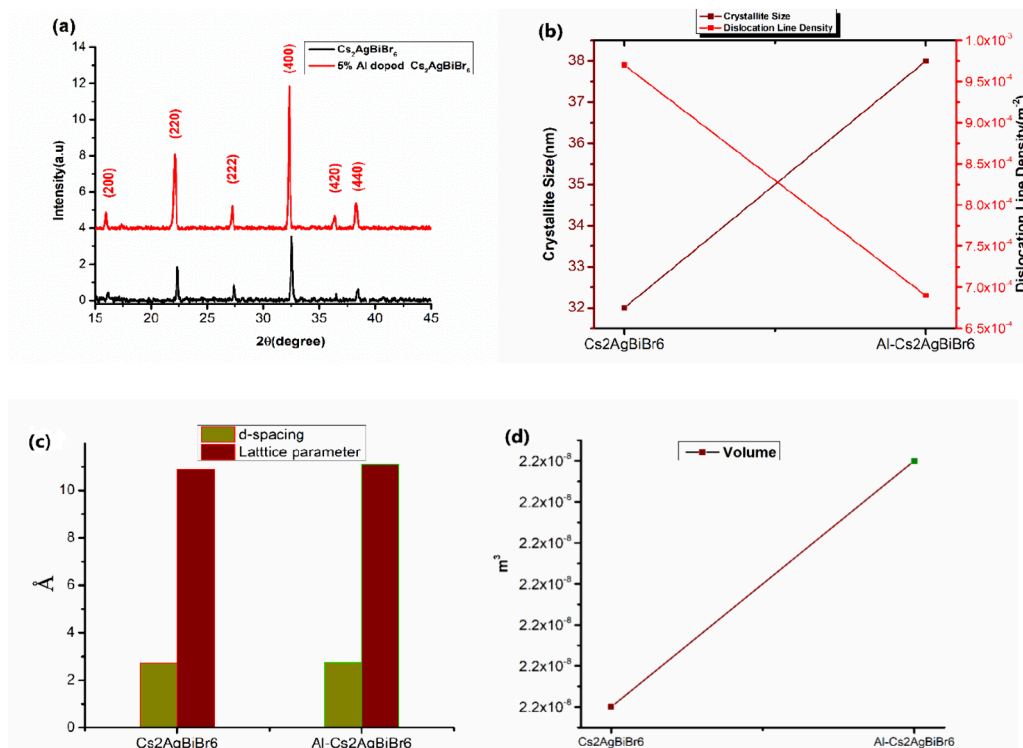 (a)
Cs2AgBiBr6
5% Al doped Cs2AgBiBr6
14
12
10
8
6
4
2
0
Intensity(a.u)
(200)
(220)
(222)
(400)
(420)
(440)
15 20 25 30 35 40 45
2θ(degree)
(b)
Crystallite Size
Dislocation Line Density
38
37
36
35
34
33
32
Crystallite Size(nm)
1.0x10⁻³
9.5x10⁻⁴
9.0x10⁻⁴
8.5x10⁻⁴
8.0x10⁻⁴
7.5x10⁻⁴
7.0x10⁻⁴
6.5x10⁻⁴
Dislocation Line Density(m⁻²)
Cs2AgBiBr6 Al-Cs2AgBiBr6
(c)
d-spacing
Latttice parameter
10
8
6
4
2
0
Å
Cs2AgBiBr6 Al-Cs2AgBiBr6
(d)
Volume
2.2x10⁻⁸
2.2x10⁻⁸
2.2x10⁻⁸
2.2x10⁻⁸
2.2x10⁻⁸
2.2x10⁻⁸
2.2x10⁻⁸
m³
Cs2AgBiBr6 Al-Cs2AgBiBr6